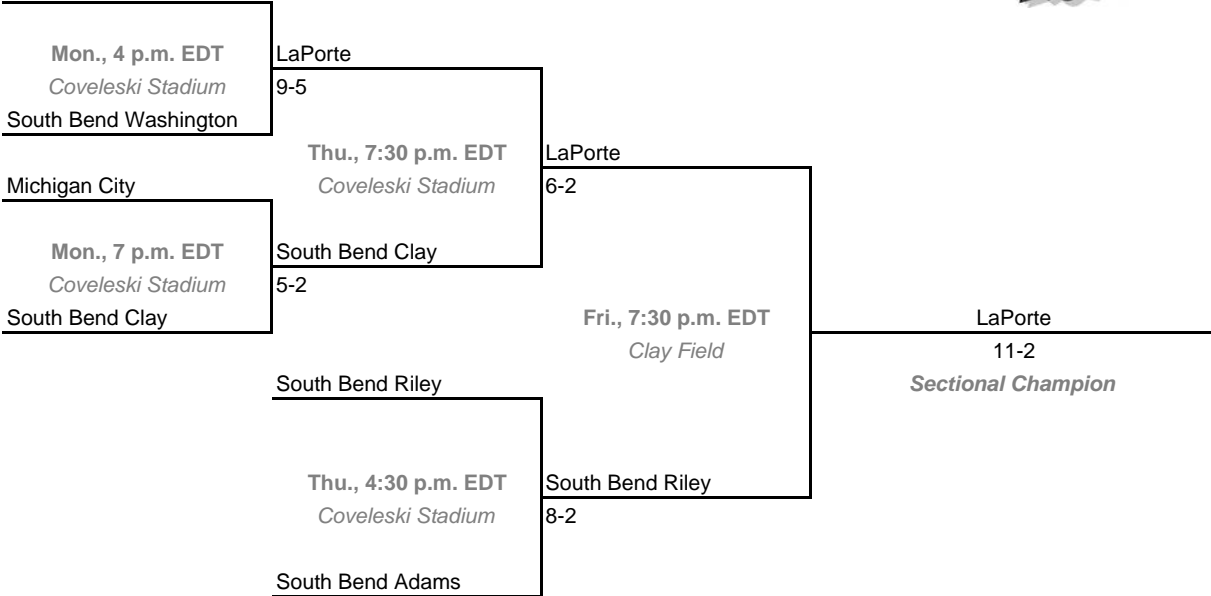 Mon., 4 p.m. EDT
LaPorte
Coveleski Stadium
9-5
South Bend Washington
Thu., 7:30 p.m. EDT
LaPorte
Michigan City
Coveleski Stadium
6-2
Mon., 7 p.m. EDT
South Bend Clay
Coveleski Stadium
5-2
South Bend Clay
Fri., 7:30 p.m. EDT
LaPorte
Clay Field
11-2
South Bend Riley
Sectional Champion
Thu., 4:30 p.m. EDT
South Bend Riley
Coveleski Stadium
8-2
South Bend Adams